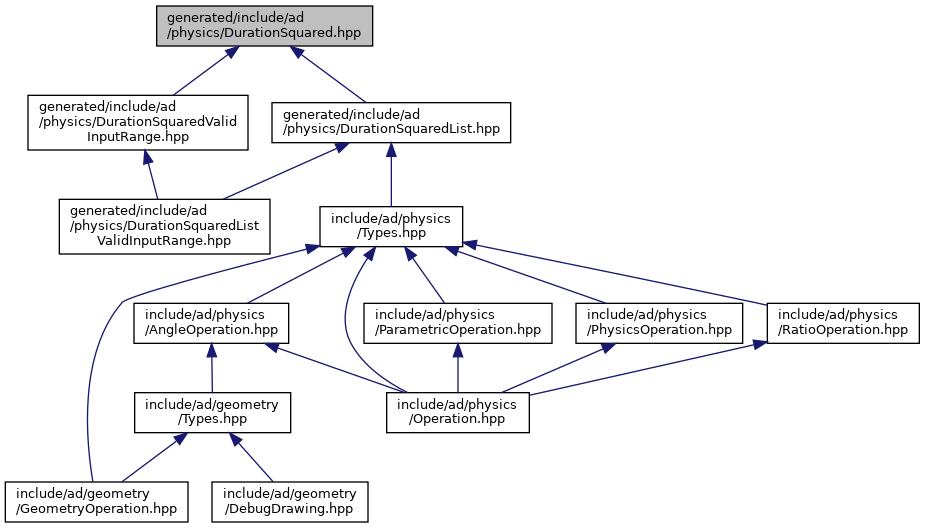 generated/include/ad
/physics/DurationSquared.hpp
generated/include/ad
/physics/DurationSquaredValid
InputRange.hpp
generated/include/ad
/physics/DurationSquaredList.hpp
generated/include/ad
/physics/DurationSquaredList
ValidInputRange.hpp
include/ad/physics
/Types.hpp
include/ad/physics
/AngleOperation.hpp
include/ad/physics
/ParametricOperation.hpp
include/ad/physics
/PhysicsOperation.hpp
include/ad/physics
/RatioOperation.hpp
include/ad/geometry
/Types.hpp
include/ad/physics
/Operation.hpp
include/ad/geometry
/GeometryOperation.hpp
include/ad/geometry
/DebugDrawing.hpp